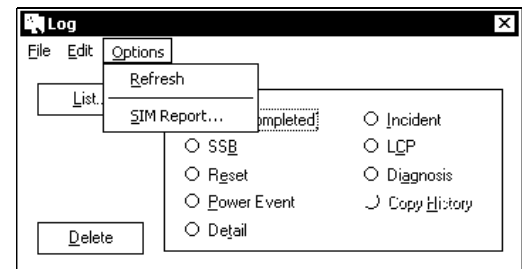 Log
File Edit Options
Refresh
List..
SIM Report...
ompleted
Incident
SSB
LCP
Reset
Diagnosis
Power Event
Copy History
Delete
Detail